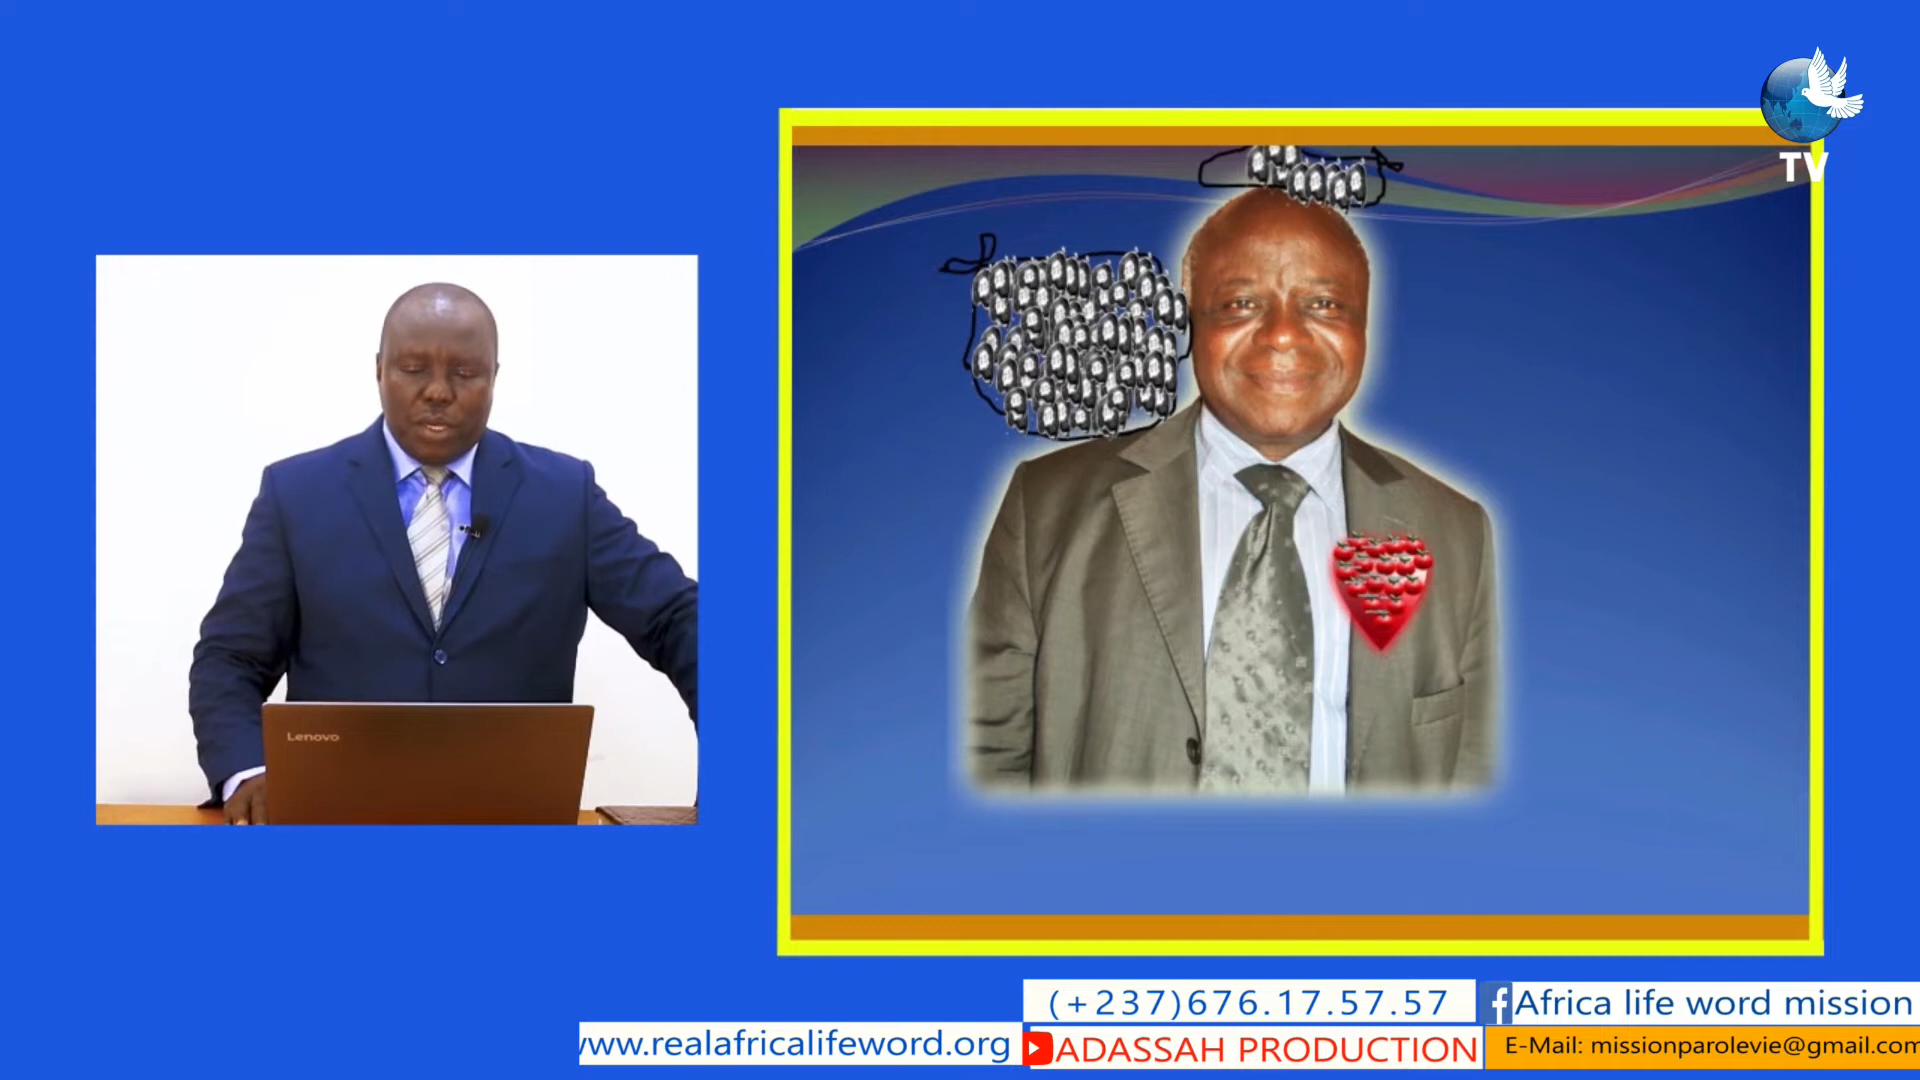 TV
Lenovo
(+237)676.17.57.57
Africa life word mission
www.realafricalifeword.org
ADASSAH PRODUCTION
E-Mail: missionparolevie@gmail.com